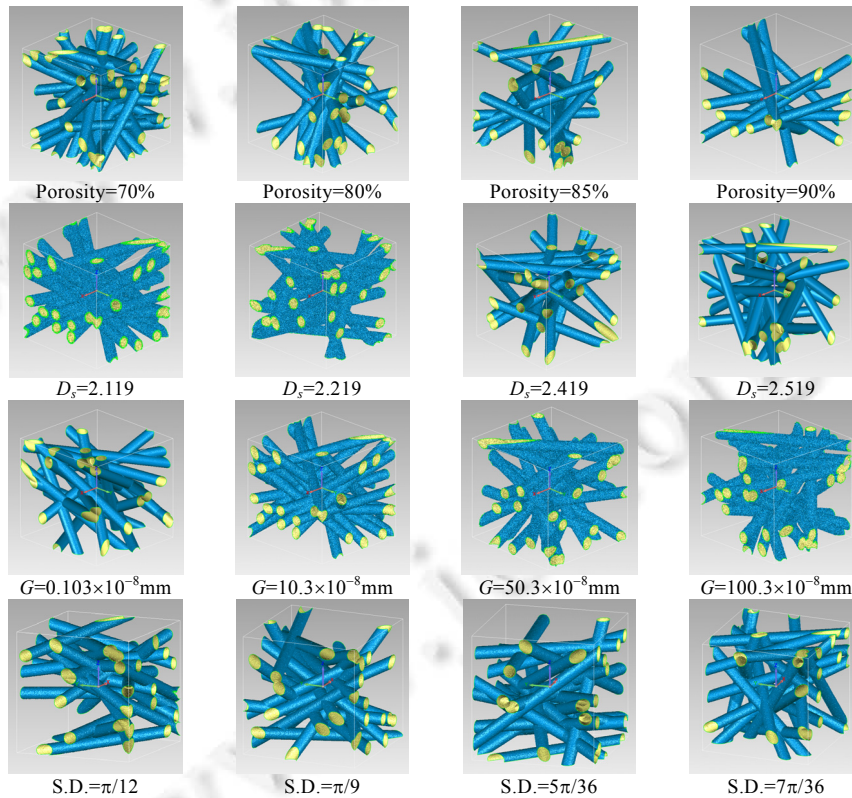 Porosity=70% Porosity=80% Porosity=85% Porosity=90%
Dₛ=2.119 Dₛ=2.219 Dₛ=2.419 Dₛ=2.519
G=0.103×10⁻⁸mm G=10.3×10⁻⁸mm G=50.3×10⁻⁸mm G=100.3×10⁻⁸mm
S.D.=π/12 S.D.=π/9 S.D.=5π/36 S.D.=7π/36